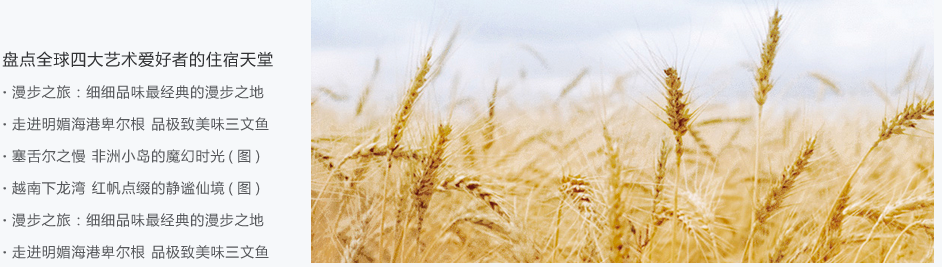 盘点全球四大艺术爱好者的住宿天堂
· 漫步之旅：细细品味最经典的漫步之地
· 走进明媚海港卑尔根 品极致美味三文鱼
· 塞舌尔之慢 非洲小岛的魔幻时光 ( 图 )
· 越南下龙湾 红帆点缀的静谧仙境 ( 图 )
· 漫步之旅：细细品味最经典的漫步之地
· 走进明媚海港卑尔根 品极致美味三文鱼